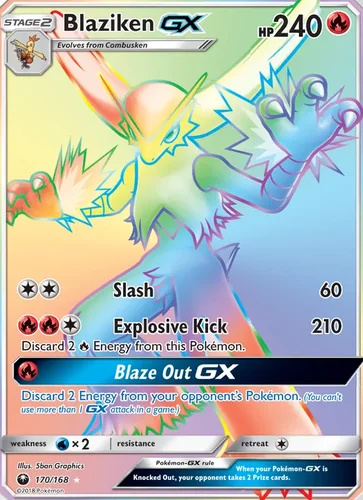 STAGE2 Blaziken GX HP240
Evolves from Combusken
Slash 60
Explosive Kick 210
Discard 2 Energy from this Pokémon.
Blaze Out GX
Discard 2 Energy from your opponent's Pokémon. (You can't
use more than 1 GX attack in a game.)
weakness ×2 resistance retreat
Illus. 5ban Graphics
170/168
©2018 Pokémon
Pokémon-GX rule
When your Pokémon-GX is
Knocked Out, your opponent takes 2 Prize cards.